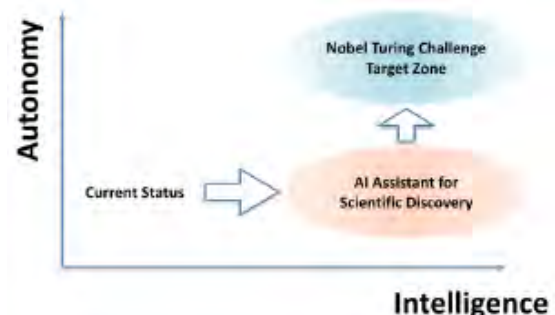 Nobel Turing Challenge
Target Zone
Autonomy
Current Status
AI Assistant for
Scientific Discovery
Intelligence